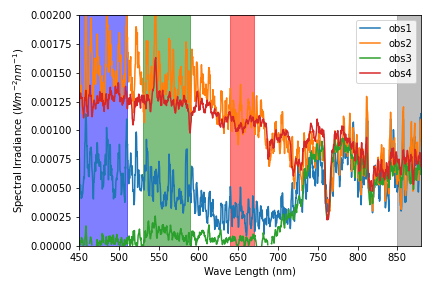 0.00200
0.00175
0.00150
0.00125
0.00100
0.00075
0.00050
0.00025
0.00000
Spectral Irradiance (Wm⁻²nm⁻¹)
450 500 550 600 650 700 750 800 850
Wave Length (nm)
obs1
obs2
obs3
obs4